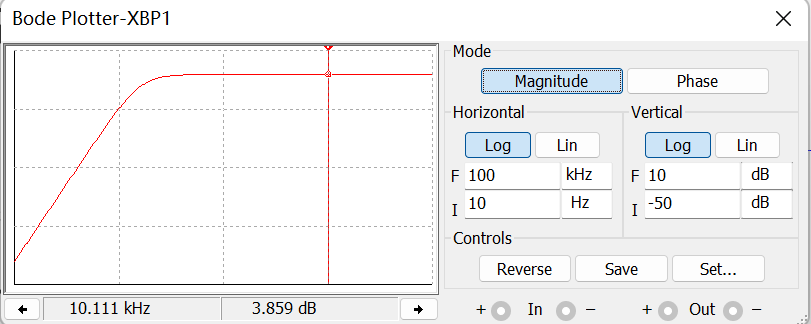 Bode Plotter-XBP1
Mode
Magnitude Phase
Horizontal Vertical
Log Lin Log Lin
F 100 kHz F 10 dB
I 10 Hz I -50 dB
Controls
Reverse Save Set...
10.111 kHz 3.859 dB
+ In − + Out −